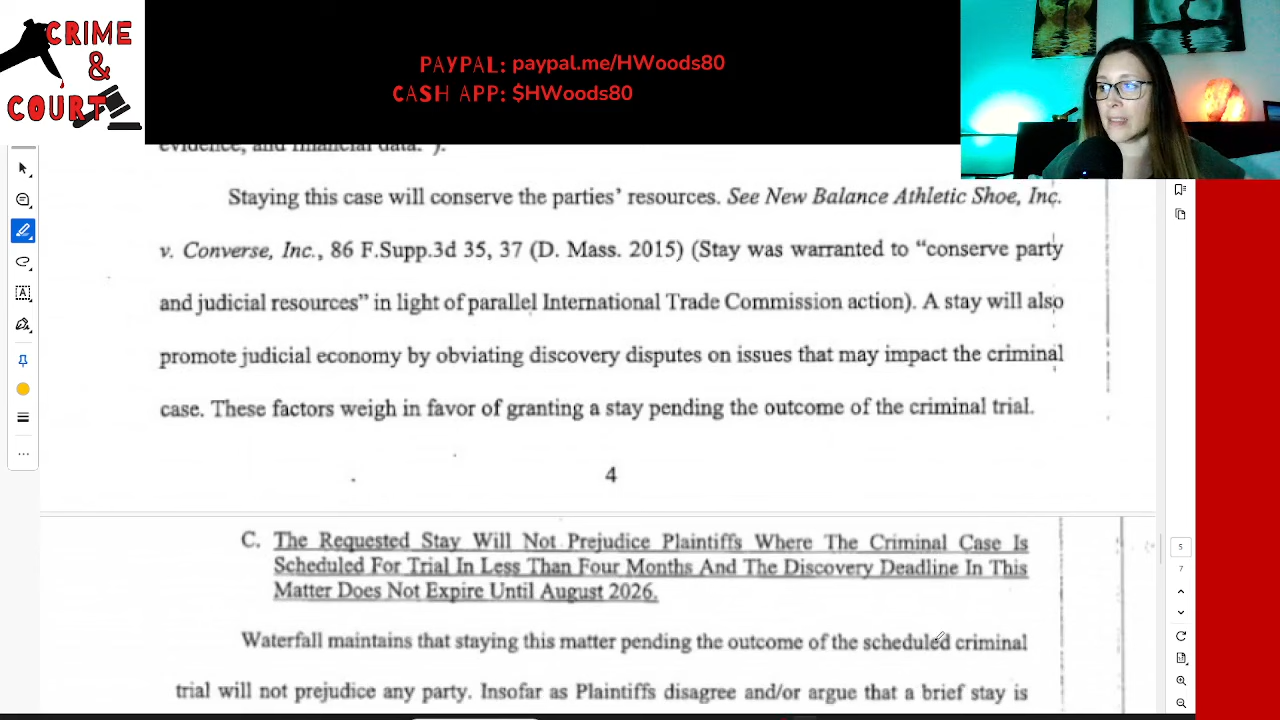 CRIME
&
COURT
PAYPAL: paypal.me/HWoods80
CASH APP: $HWoods80
evidence, and financial data.").
Staying this case will conserve the parties' resources. See New Balance Athletic Shoe, Inc.
v. Converse, Inc., 86 F.Supp.3d 35, 37 (D. Mass. 2015) (Stay was warranted to "conserve party
and judicial resources" in light of parallel International Trade Commission action). A stay will also
promote judicial economy by obviating discovery disputes on issues that may impact the criminal
case. These factors weigh in favor of granting a stay pending the outcome of the criminal trial.
4
C. The Requested Stay Will Not Prejudice Plaintiffs Where The Criminal Case Is
Scheduled For Trial In Less Than Four Months And The Discovery Deadline In This
Matter Does Not Expire Until August 2026.
Waterfall maintains that staying this matter pending the outcome of the scheduled criminal
trial will not prejudice any party. Insofar as Plaintiffs disagree and/or argue that a brief stay is
5
7